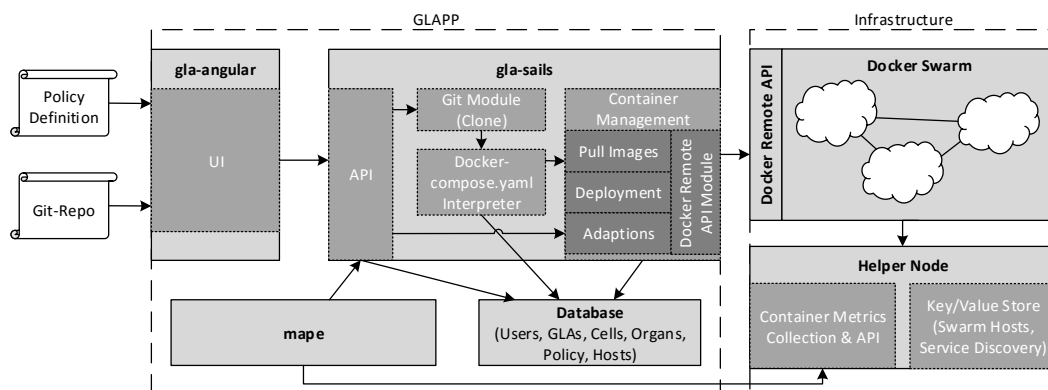 GLAPP
Infrastructure
Policy
Definition
Git-Repo
gla-angular
UI
gla-sails
API
Git Module
(Clone)
Docker-
compose.yaml
Interpreter
Container
Management
Pull Images
Deployment
Adaptions
Docker Remote
API Module
mape
Database
(Users, GLAs, Cells, Organs,
Policy, Hosts)
Docker Remote API
Docker Swarm
Helper Node
Container Metrics
Collection & API
Key/Value Store
(Swarm Hosts,
Service Discovery)